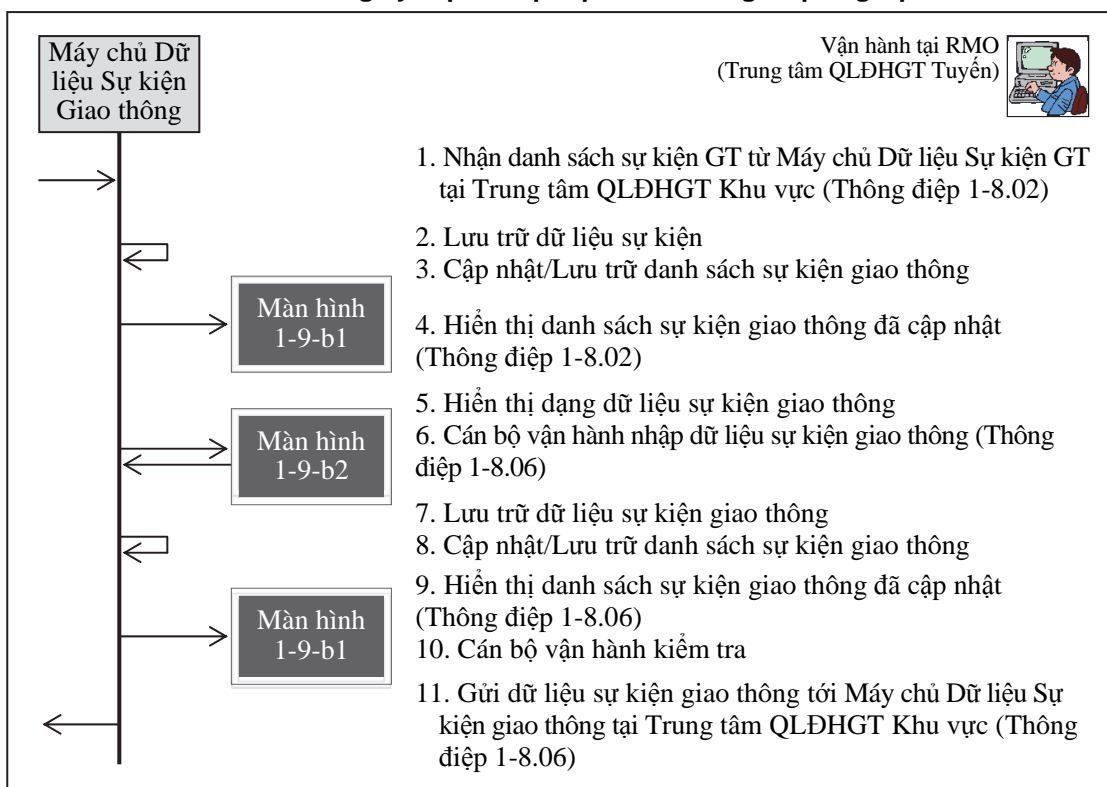 Máy chủ Dữ
liệu Sự kiện
Giao thông
Vận hành tại RMO
(Trung tâm QLĐHGT Tuyến)
1. Nhận danh sách sự kiện GT từ Máy chủ Dữ liệu Sự kiện GT
tại Trung tâm QLĐHGT Khu vực (Thông điệp 1-8.02)
2. Lưu trữ dữ liệu sự kiện
3. Cập nhật/Lưu trữ danh sách sự kiện giao thông
Màn hình
1-9-b1
4. Hiển thị danh sách sự kiện giao thông đã cập nhật
(Thông điệp 1-8.02)
5. Hiển thị dạng dữ liệu sự kiện giao thông
Màn hình
1-9-b2
6. Cán bộ vận hành nhập dữ liệu sự kiện giao thông (Thông
điệp 1-8.06)
7. Lưu trữ dữ liệu sự kiện giao thông
8. Cập nhật/Lưu trữ danh sách sự kiện giao thông
9. Hiển thị danh sách sự kiện giao thông đã cập nhật
(Thông điệp 1-8.06)
Màn hình
1-9-b1
10. Cán bộ vận hành kiểm tra
11. Gửi dữ liệu sự kiện giao thông tới Máy chủ Dữ liệu Sự
kiện giao thông tại Trung tâm QLĐHGT Khu vực (Thông
điệp 1-8.06)